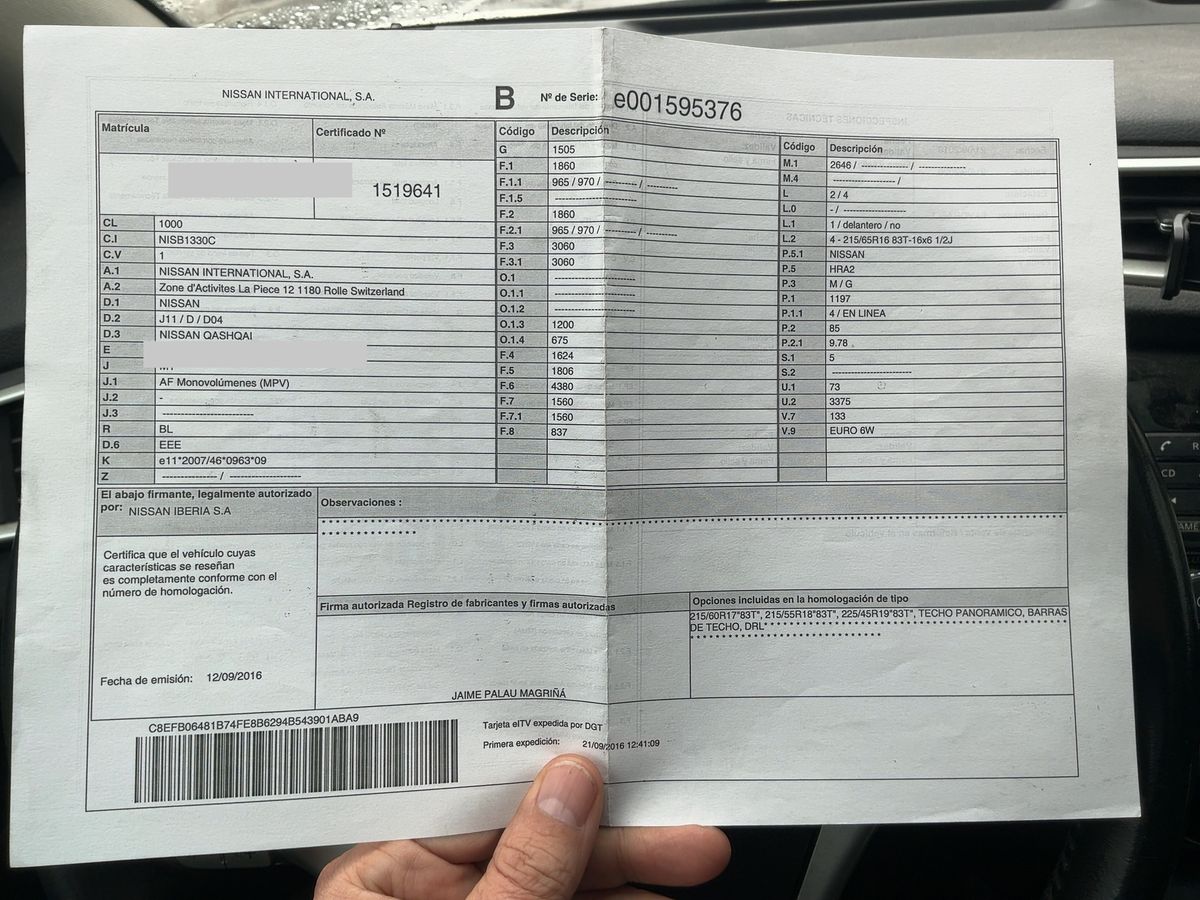 NISSAN INTERNATIONAL, S.A.
B Nº de Serie: e001595376
Matrícula
Certificado Nº
1519641
CL 1000
C.I NISB1330C
C.V 1
A.1 NISSAN INTERNATIONAL, S.A.
A.2 Zone d'Activites La Piece 12 1180 Rolle Switzerland
D.1 NISSAN
D.2 J11 / D / D04
D.3 NISSAN QASHQAI
E
J
J.1 AF Monovolúmenes (MPV)
J.2 -
J.3 ------------------------
R BL
D.6 EEE
K e11*2007/46*0963*09
Z --------------- / -------------------
Código Descripción
G 1505
F.1 1860
F.1.1 965 / 970 / --------- / ---------
F.1.5 ----------------------
F.2 1860
F.2.1 965 / 970 / --------- / ---------
F.3 3060
F.3.1 3060
O.1 ----------------------
O.1.1 ----------------------
O.1.2 ----------------------
O.1.3 1200
O.1.4 675
F.4 1624
F.5 1806
F.6 4380
F.7 1560
F.7.1 1560
F.8 837
Código Descripción
M.1 2646 / ------------- / -------------
M.4 ----------------- /
L 2 / 4
L.0 - / -----------------
L.1 1 / delantero / no
L.2 4 - 215/65R16 83T-16x6 1/2J
P.5.1 NISSAN
P.5 HRA2
P.3 M / G
P.1 1197
P.1.1 4 / EN LINEA
P.2 85
P.2.1 9.78
S.1 5
S.2 ----------------------
U.1 73
U.2 3375
V.7 133
V.9 EURO 6W
El abajo firmante, legalmente autorizado
por: NISSAN IBERIA S.A
Certifica que el vehículo cuyas
características se reseñan
es completamente conforme con el
número de homologación.
Fecha de emisión: 12/09/2016
Observaciones :
Firma autorizada Registro de fabricantes y firmas autorizadas
JAIME PALAU MAGRIÑÁ
Opciones incluidas en la homologación de tipo
215/60R17"83T", 215/55R18"83T", 225/45R19"83T", TECHO PANORAMICO, BARRAS
DE TECHO, DRL* * * * * * * * * * * * * * * * * * * * * * * * * * * * * * * * * * *
C8EFB06481B74FE8B6294B543901ABA9
Tarjeta eITV expedida por DGT
Primera expedición: 21/09/2016 12:41:09
CD